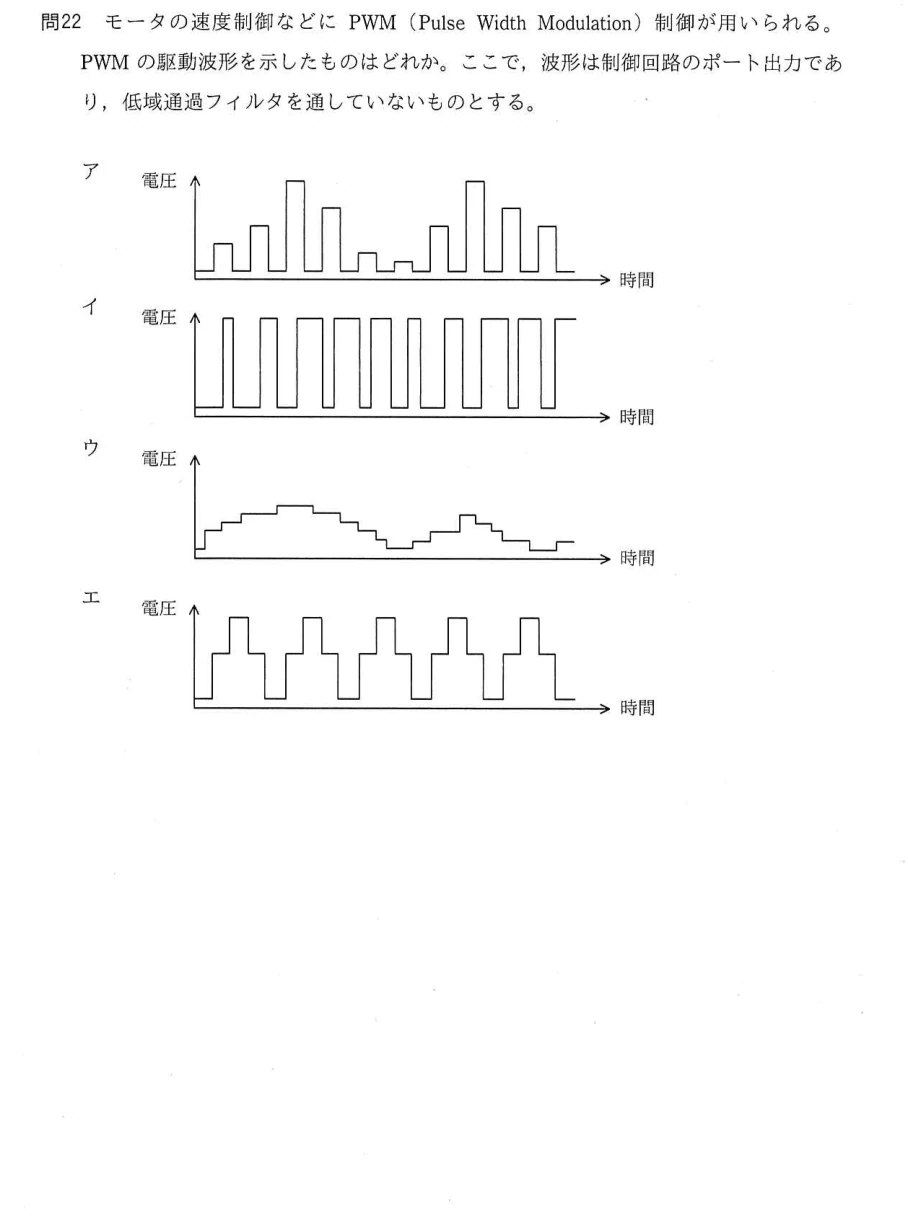 問22 モータの速度制御などに PWM（Pulse Width Modulation）制御が用いられる。
PWM の駆動波形を示したものはどれか。ここで，波形は制御回路のポート出力であ
り，低域通過フィルタを通していないものとする。
ア
電圧
時間
イ
電圧
時間
ウ
電圧
時間
エ
電圧
時間